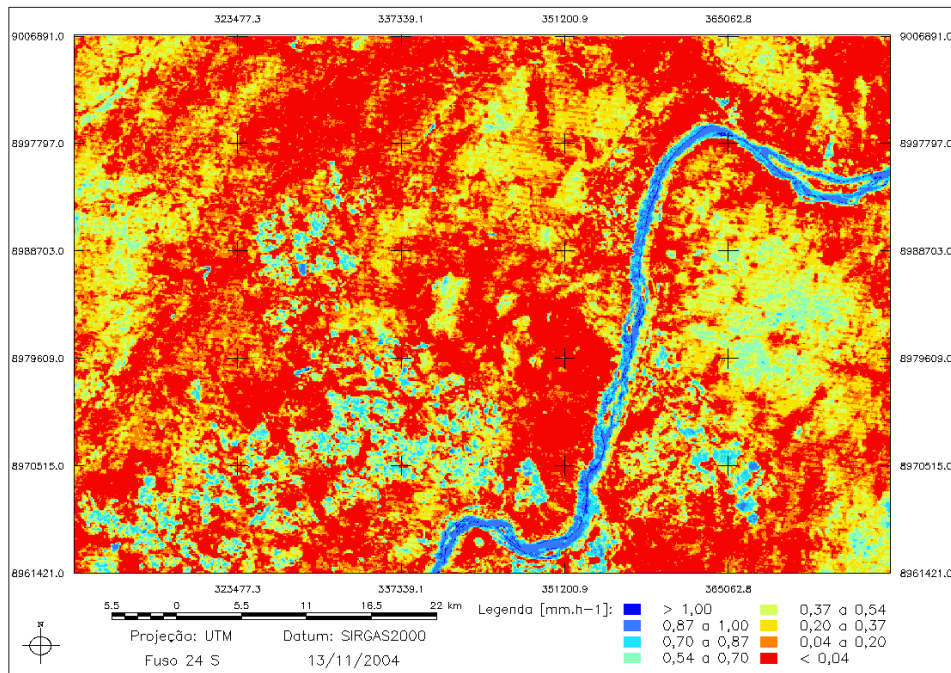 323477.3 337339.1 351200.9 365062.8
9006891.0 9006891.0
8997797.0 8997797.0
8988703.0 8988703.0
8979609.0 8979609.0
8970515.0 8970515.0
8961421.0 8961421.0
323477.3 337339.1 351200.9 365062.8
5.5 0 5.5 11 16.5 22 km
Projeção: UTM Datum: SIRGAS2000
Fuso 24 S 13/11/2004
N
Legenda [mm.h-1]:
> 1,00 0,37 a 0,54
0,87 a 1,00 0,20 a 0,37
0,70 a 0,87 0,04 a 0,20
0,54 a 0,70 < 0,04